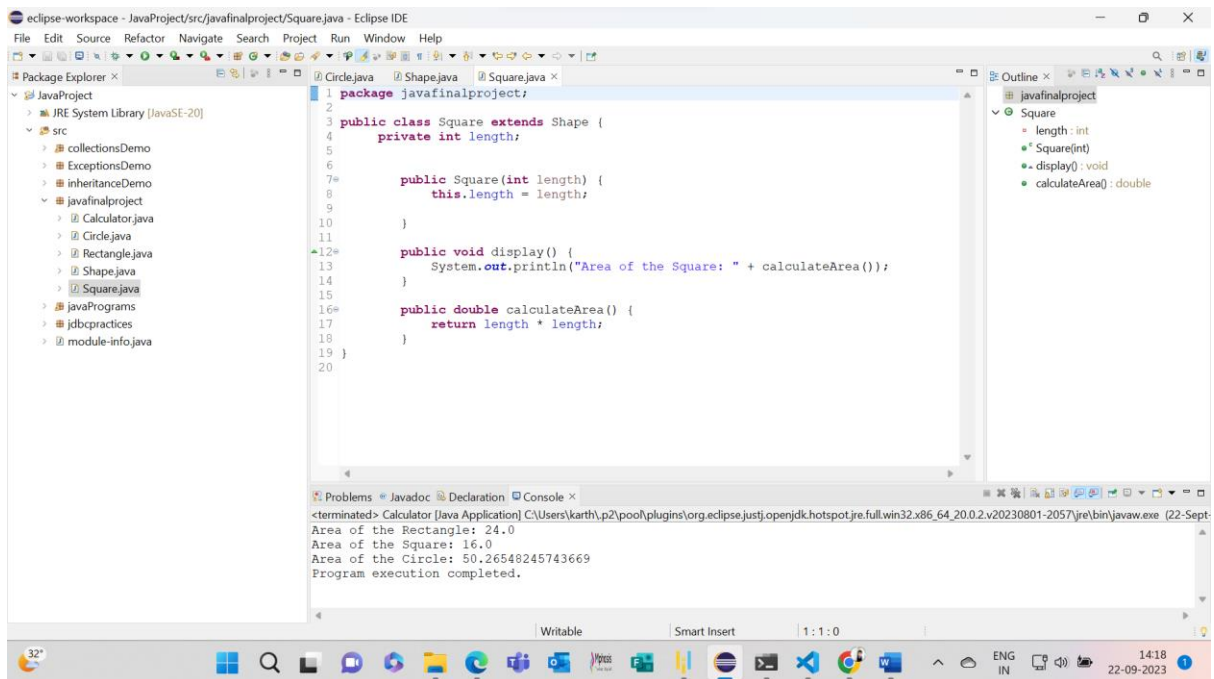 eclipse-workspace - JavaProject/src/javafinalproject/Square.java - Eclipse IDE
File Edit Source Refactor Navigate Search Project Run Window Help
Package Explorer
JavaProject
JRE System Library [JavaSE-20]
src
collectionsDemo
ExceptionsDemo
inheritanceDemo
javafinalproject
Calculator.java
Circle.java
Rectangle.java
Shape.java
Square.java
javaPrograms
jdbcpractices
module-info.java
Circle.java Shape.java Square.java
1 package javafinalproject;
2
3 public class Square extends Shape {
4 private int length;
5
6
7 public Square(int length) {
8 this.length = length;
9
10 }
11
12 public void display() {
13 System.out.println("Area of the Square: " + calculateArea());
14 }
15
16 public double calculateArea() {
17 return length * length;
18 }
19 }
20
Outline
javafinalproject
Square
length : int
Square(int)
display() : void
calculateArea() : double
Problems Javadoc Declaration Console
<terminated> Calculator [Java Application] C:\Users\karth\.p2\pool\plugins\org.eclipse.justj.openjdk.hotspot.jre.full.win32.x86_64_20.0.2.v20230801-2057\jre\bin\javaw.exe (22-Sept-
Area of the Rectangle: 24.0
Area of the Square: 16.0
Area of the Circle: 50.26548245743669
Program execution completed.
Writable Smart Insert 1 : 1 : 0
32°
ENG
IN
14:18
22-09-2023
1